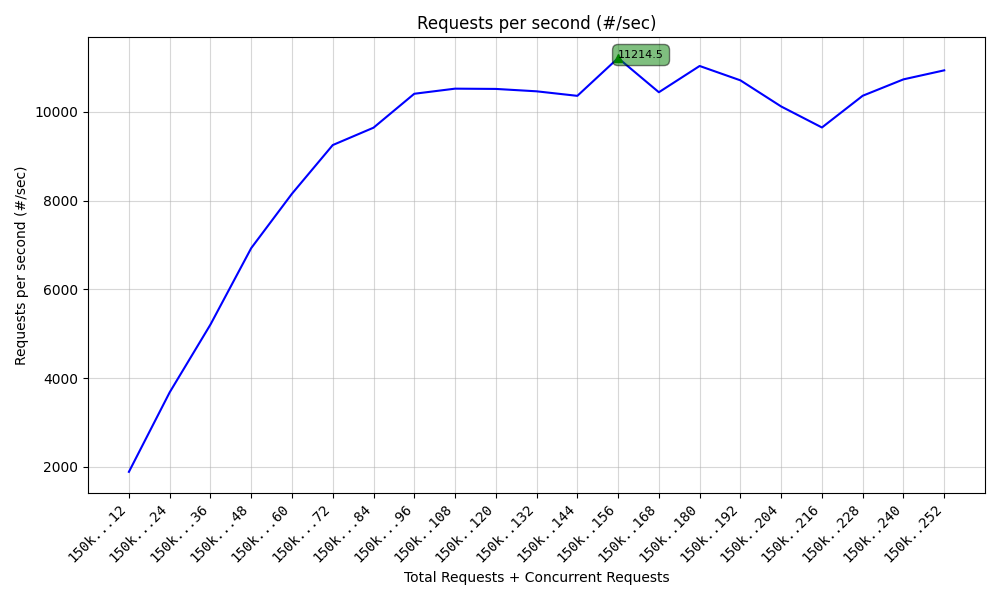 Requests per second (#/sec)
11214.5
Requests per second (#/sec)
10000
8000
6000
4000
2000
150k...12
150k...24
150k...36
150k...48
150k...60
150k...72
150k...84
150k...96
150k..108
150k..120
150k..132
150k..144
150k..156
150k..168
150k..180
150k..192
150k..204
150k..216
150k..228
150k..240
150k..252
Total Requests + Concurrent Requests